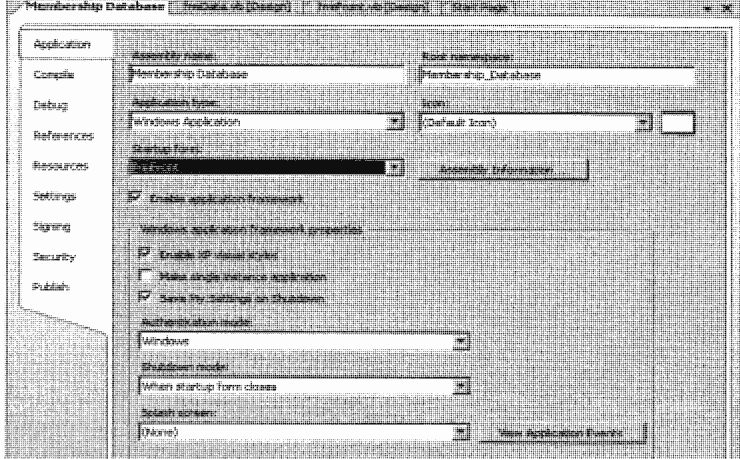 Membership Database frmData.vb [Design] frmFront.vb [Design] Start Page
Application
Compile
Debug
References
Resources
Settings
Signing
Security
Publish
Assembly name:
Root namespace:
Membership Database
Membership_Database
Application type:
Icon:
Windows Application
(Default Icon)
Startup form:
frmFront
Assembly Information
Enable application framework
Windows application framework properties
Enable XP visual styles
Make single instance application
Save My.Settings on Shutdown
Authentication mode:
Windows
Shutdown mode:
When startup form closes
Splash screen:
(None)
View Application Events